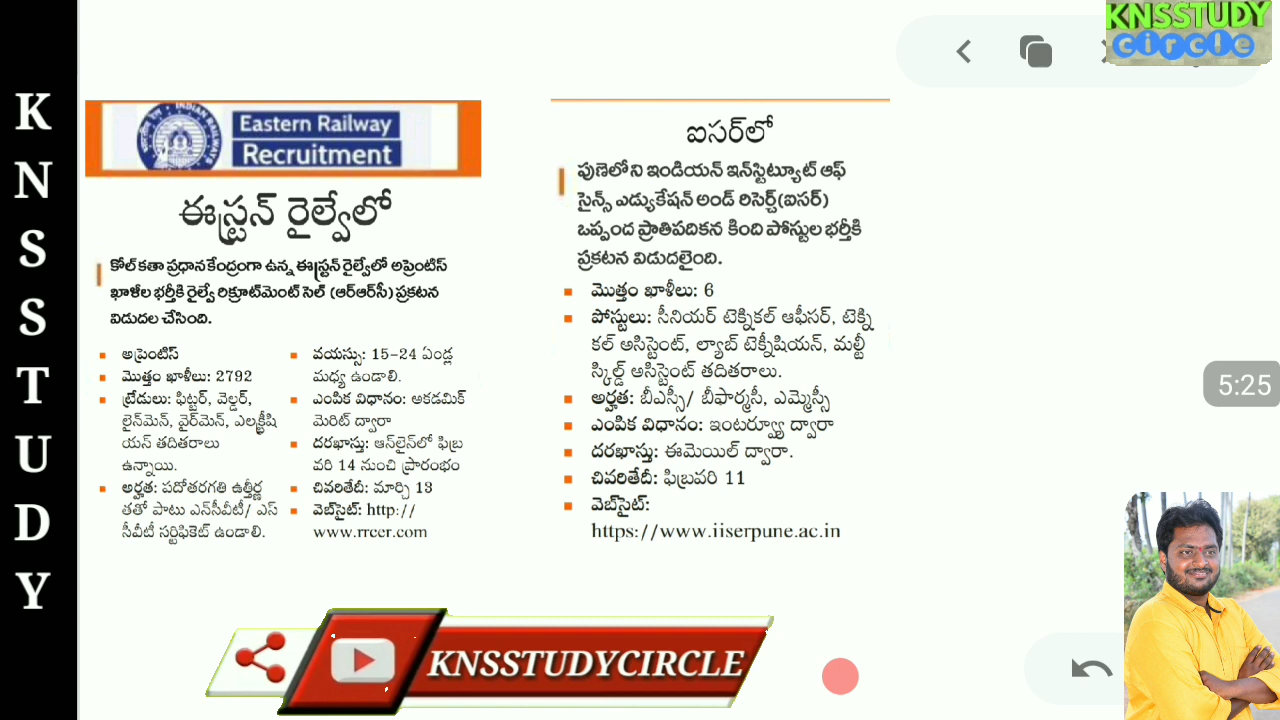 KNSSTUDY
circle
K
N
S
S
T
U
D
Y
Eastern Railway
Recruitment
ఈస్ట్రన్ రైల్వేలో
కోల్‌కతా ప్రధానకేంద్రంగా ఉన్న ఈస్ట్రన్ రైల్వేలో అప్రెంటిస్
ఖాళీల భర్తీకి రైల్వే రిక్రూట్‌మెంట్ సెల్ (ఆర్ఆర్‌సీ) ప్రకటన
విడుదల చేసింది.
అప్రెంటిస్
మొత్తం ఖాళీలు: 2792
ట్రేడులు: ఫిట్టర్, వెల్డర్,
లైన్‌మెన్, వైర్‌మెన్, ఎలక్ట్రీషి
యన్ తదితరాలు
ఉన్నాయి.
అర్హత: పదోతరగతి ఉత్తీర్ణ
తతో పాటు ఎన్‌సీవీటీ/ ఎస్
సీవీటీ సర్టిఫికెట్ ఉండాలి.
వయస్సు: 15-24 ఏండ్ల
మధ్య ఉండాలి.
ఎంపిక విధానం: అకడమిక్
మెరిట్ ద్వారా
దరఖాస్తు: ఆన్‌లైన్‌లో ఫిబ్ర
వరి 14 నుంచి ప్రారంభం
చివరితేదీ: మార్చి 13
వెబ్‌సైట్: http://
www.rrcer.com
ఐసర్‌లో
పుణెలోని ఇండియన్ ఇన్‌స్టిట్యూట్ ఆఫ్
సైన్స్ ఎడ్యుకేషన్ అండ్ రిసెర్చ్(ఐసర్)
ఒప్పంద ప్రాతిపదికన కింది పోస్టుల భర్తీకి
ప్రకటన విడుదలైంది.
మొత్తం ఖాలీలు: 6
పోస్టులు: సీనియర్ టెక్నికల్ ఆఫీసర్, టెక్ని
కల్ అసిస్టెంట్, ల్యాబ్ టెక్నీషియన్, మల్టీ
స్కిల్డ్ అసిస్టెంట్ తదితరాలు.
అర్హత: బీఎస్సీ/ బీఫార్మసీ, ఎమ్మెస్సీ
ఎంపిక విధానం: ఇంటర్వ్యూ ద్వారా
దరఖాస్తు: ఈమెయిల్ ద్వారా.
చివరితేదీ: ఫిబ్రవరి 11
వెబ్‌సైట్:
https://www.iiserpune.ac.in
5:25
KNSSTUDYCIRCLE